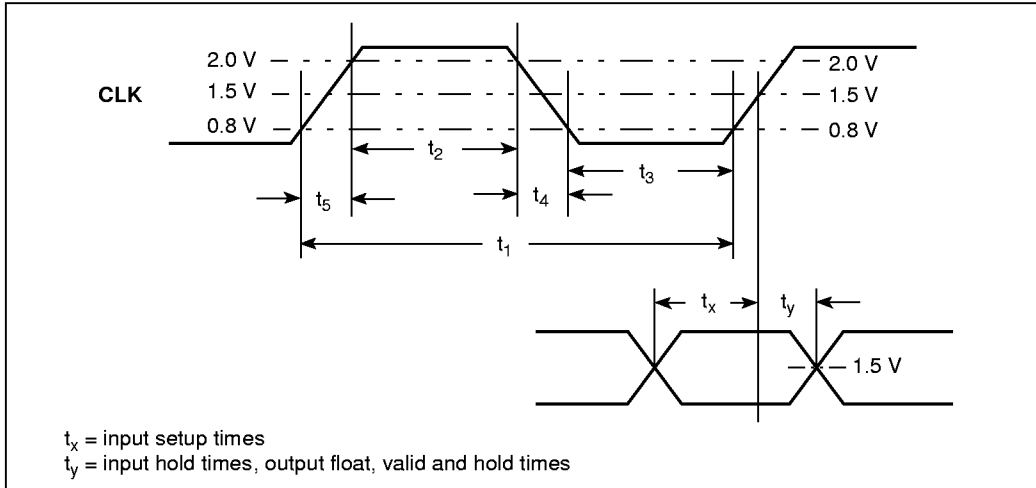 2.0 V 2.0 V
CLK 1.5 V 1.5 V
0.8 V 0.8 V
t2
t3
t5 t4
t1
tx ty
1.5 V
tx = input setup times
ty = input hold times, output float, valid and hold times